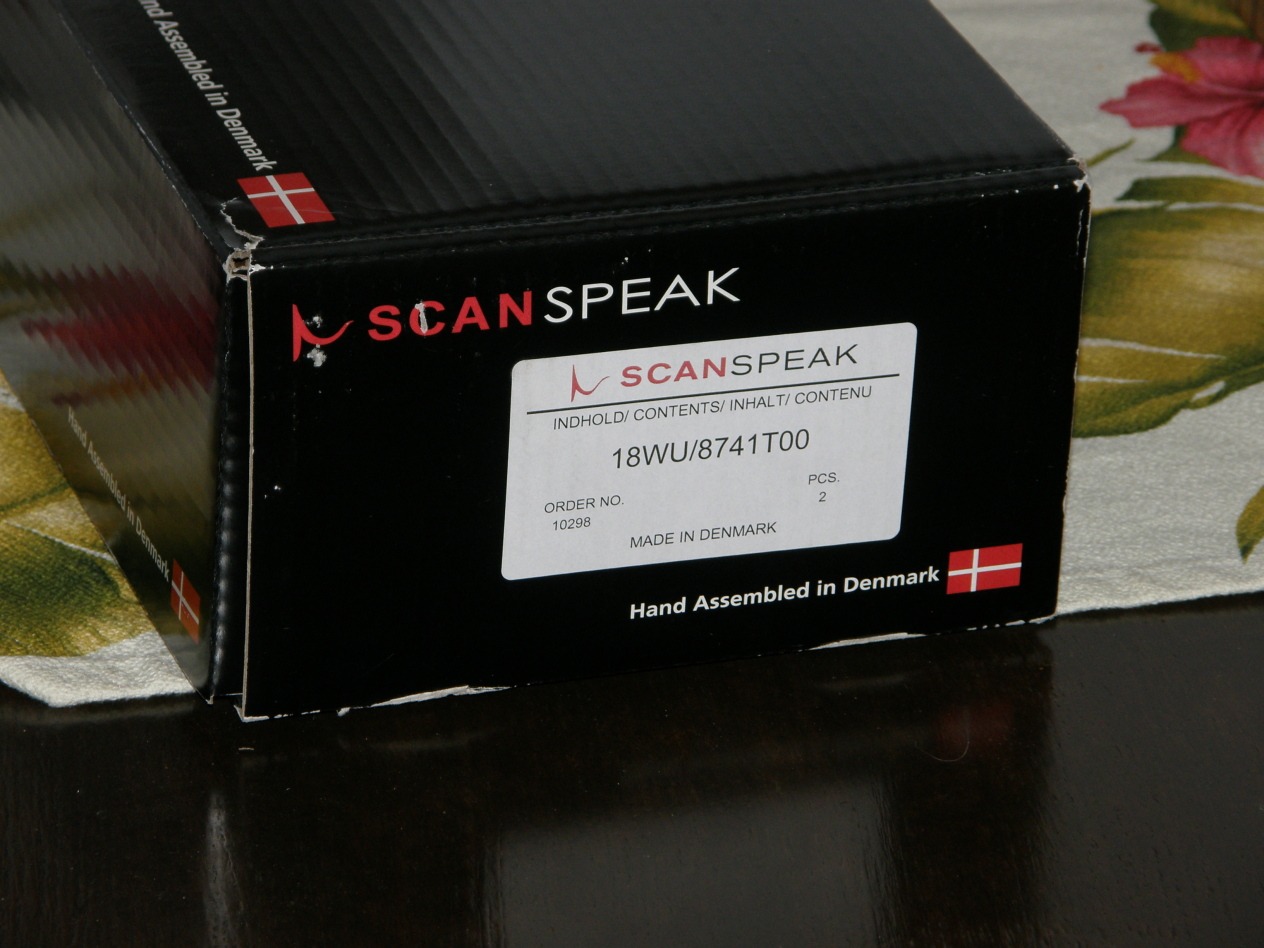 nd Assembled in Denmark
SCANSPEAK
SCANSPEAK
INDHOLD/ CONTENTS/ INHALT/ CONTENU
18WU/8741T00
ORDER NO.
PCS.
10298
2
MADE IN DENMARK
Hand Assembled in Denmark
Hand Assembled in Denmark